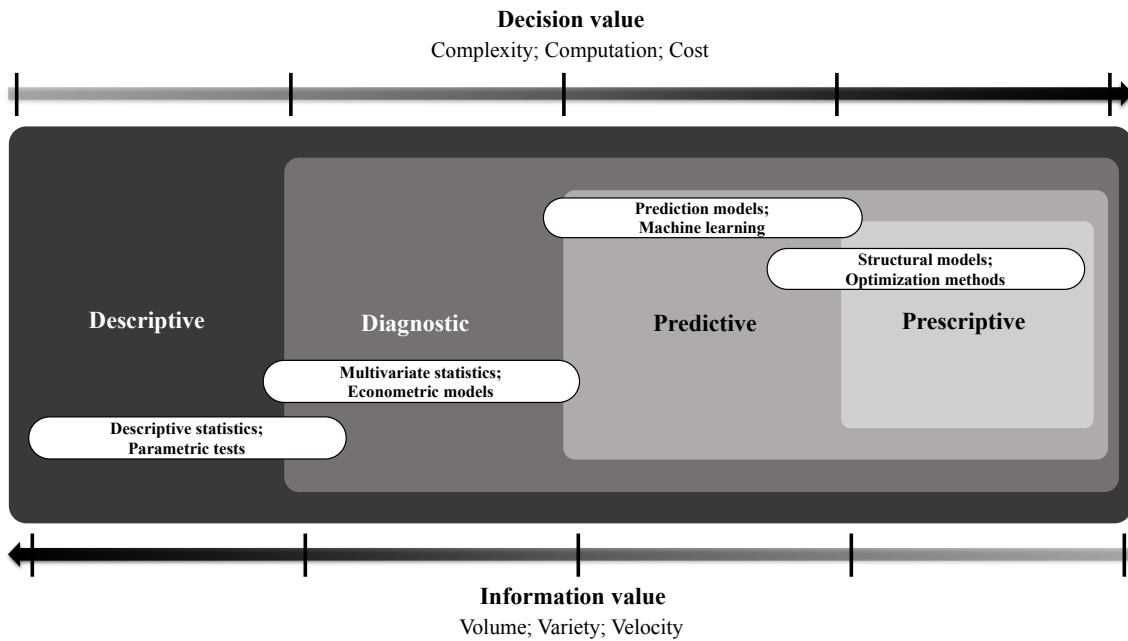 Decision value
Complexity; Computation; Cost
Prediction models;
Machine learning
Structural models;
Optimization methods
Descriptive
Diagnostic
Predictive
Prescriptive
Multivariate statistics;
Econometric models
Descriptive statistics;
Parametric tests
Information value
Volume; Variety; Velocity